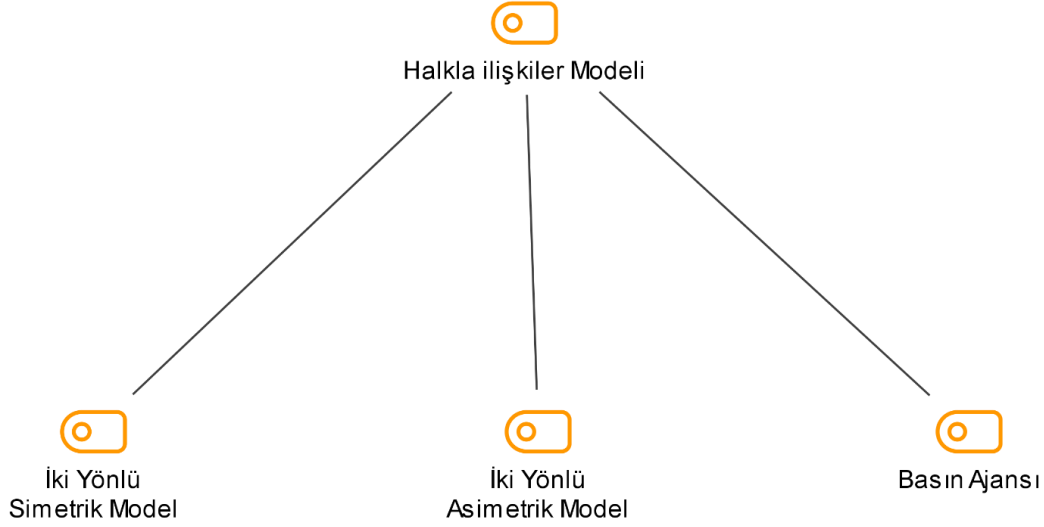 Halkla ilişkiler Modeli
İki Yönlü
Simetrik Model
İki Yönlü
Asimetrik Model
Basın Ajansı